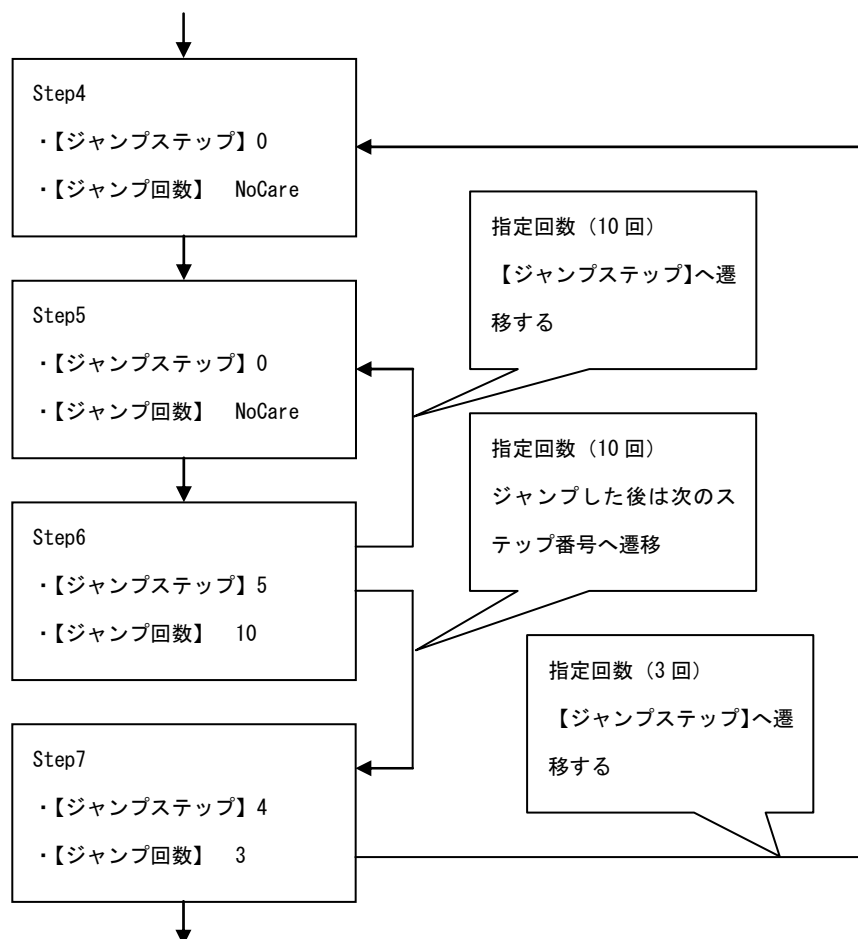 Step4
・【ジャンプステップ】0
・【ジャンプ回数】　NoCare
指定回数（10回）
【ジャンプステップ】へ遷
移する
Step5
・【ジャンプステップ】0
・【ジャンプ回数】　NoCare
指定回数（10回）
ジャンプした後は次のス
テップ番号へ遷移
Step6
・【ジャンプステップ】5
・【ジャンプ回数】　10
指定回数（3回）
【ジャンプステップ】へ遷
移する
Step7
・【ジャンプステップ】4
・【ジャンプ回数】　3